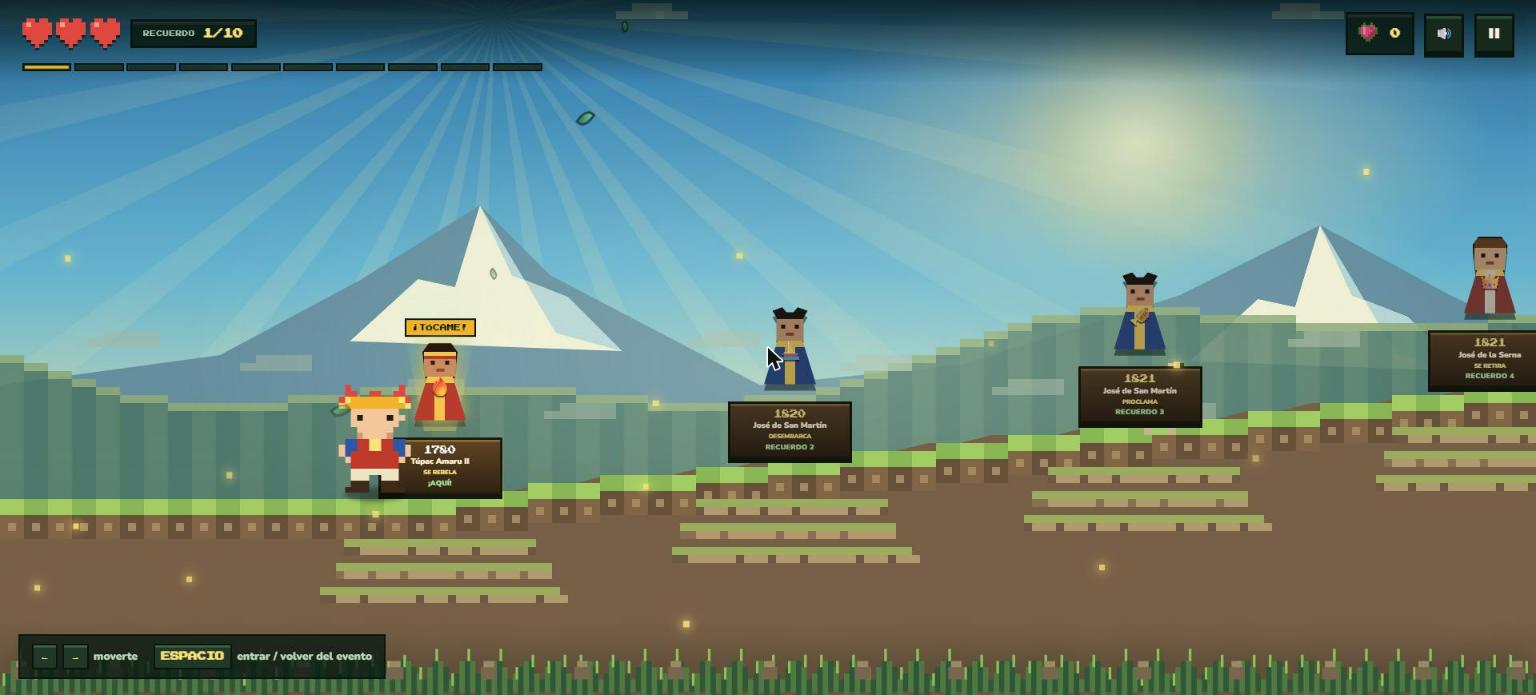 RECUERDO 1/10
0
¡TóCAME!
1780
Túpac Amaru II
SE REBELA
¡AQUÍ!
1820
José de San Martín
DESEMBARCA
RECUERDO 2
1821
José de San Martín
PROCLAMA
RECUERDO 3
1821
José de la Serna
SE RETIRA
RECUERDO 4
← → moverte ESPACIO entrar / volver del evento